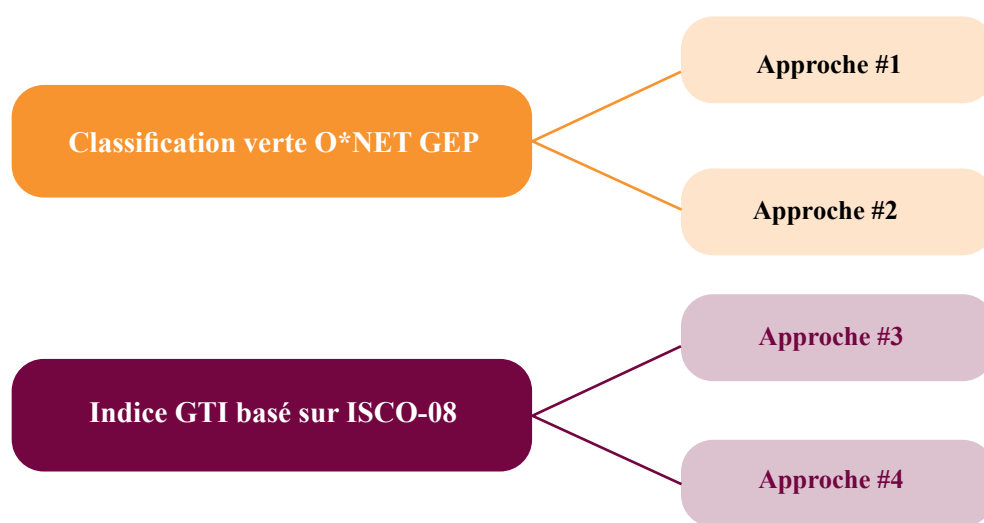 Approche #1
Classification verte O*NET GEP
Approche #2
Approche #3
Indice GTI basé sur ISCO-08
Approche #4